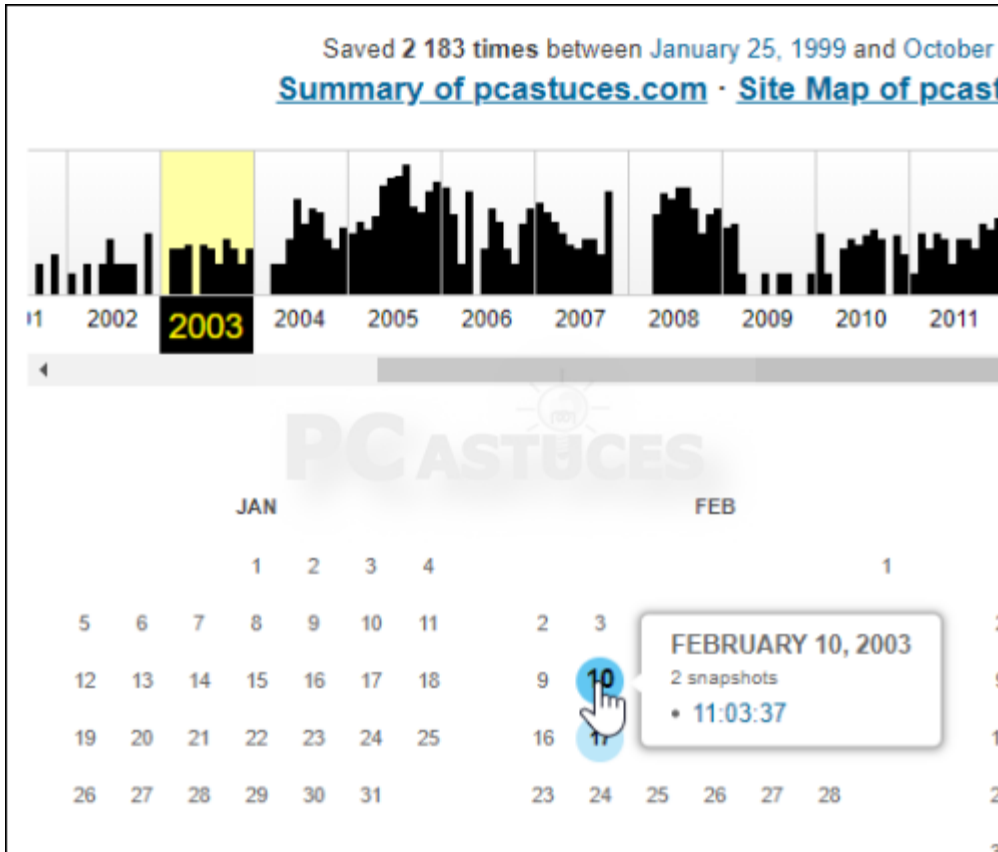 Saved 2 183 times between January 25, 1999 and October
Summary of pcastuces.com · Site Map of
2002 2003 2004 2005 2006 2007 2008 2009 2010 2011
PC ASTUCES
JAN FEB
1 2 3 4 1
5 6 7 8 9 10 11 2 3
FEBRUARY 10, 2003
12 13 14 15 16 17 18 9 10
2 snapshots
• 11:03:37
19 20 21 22 23 24 25 16 17
26 27 28 29 30 31 23 24 25 26 27 28